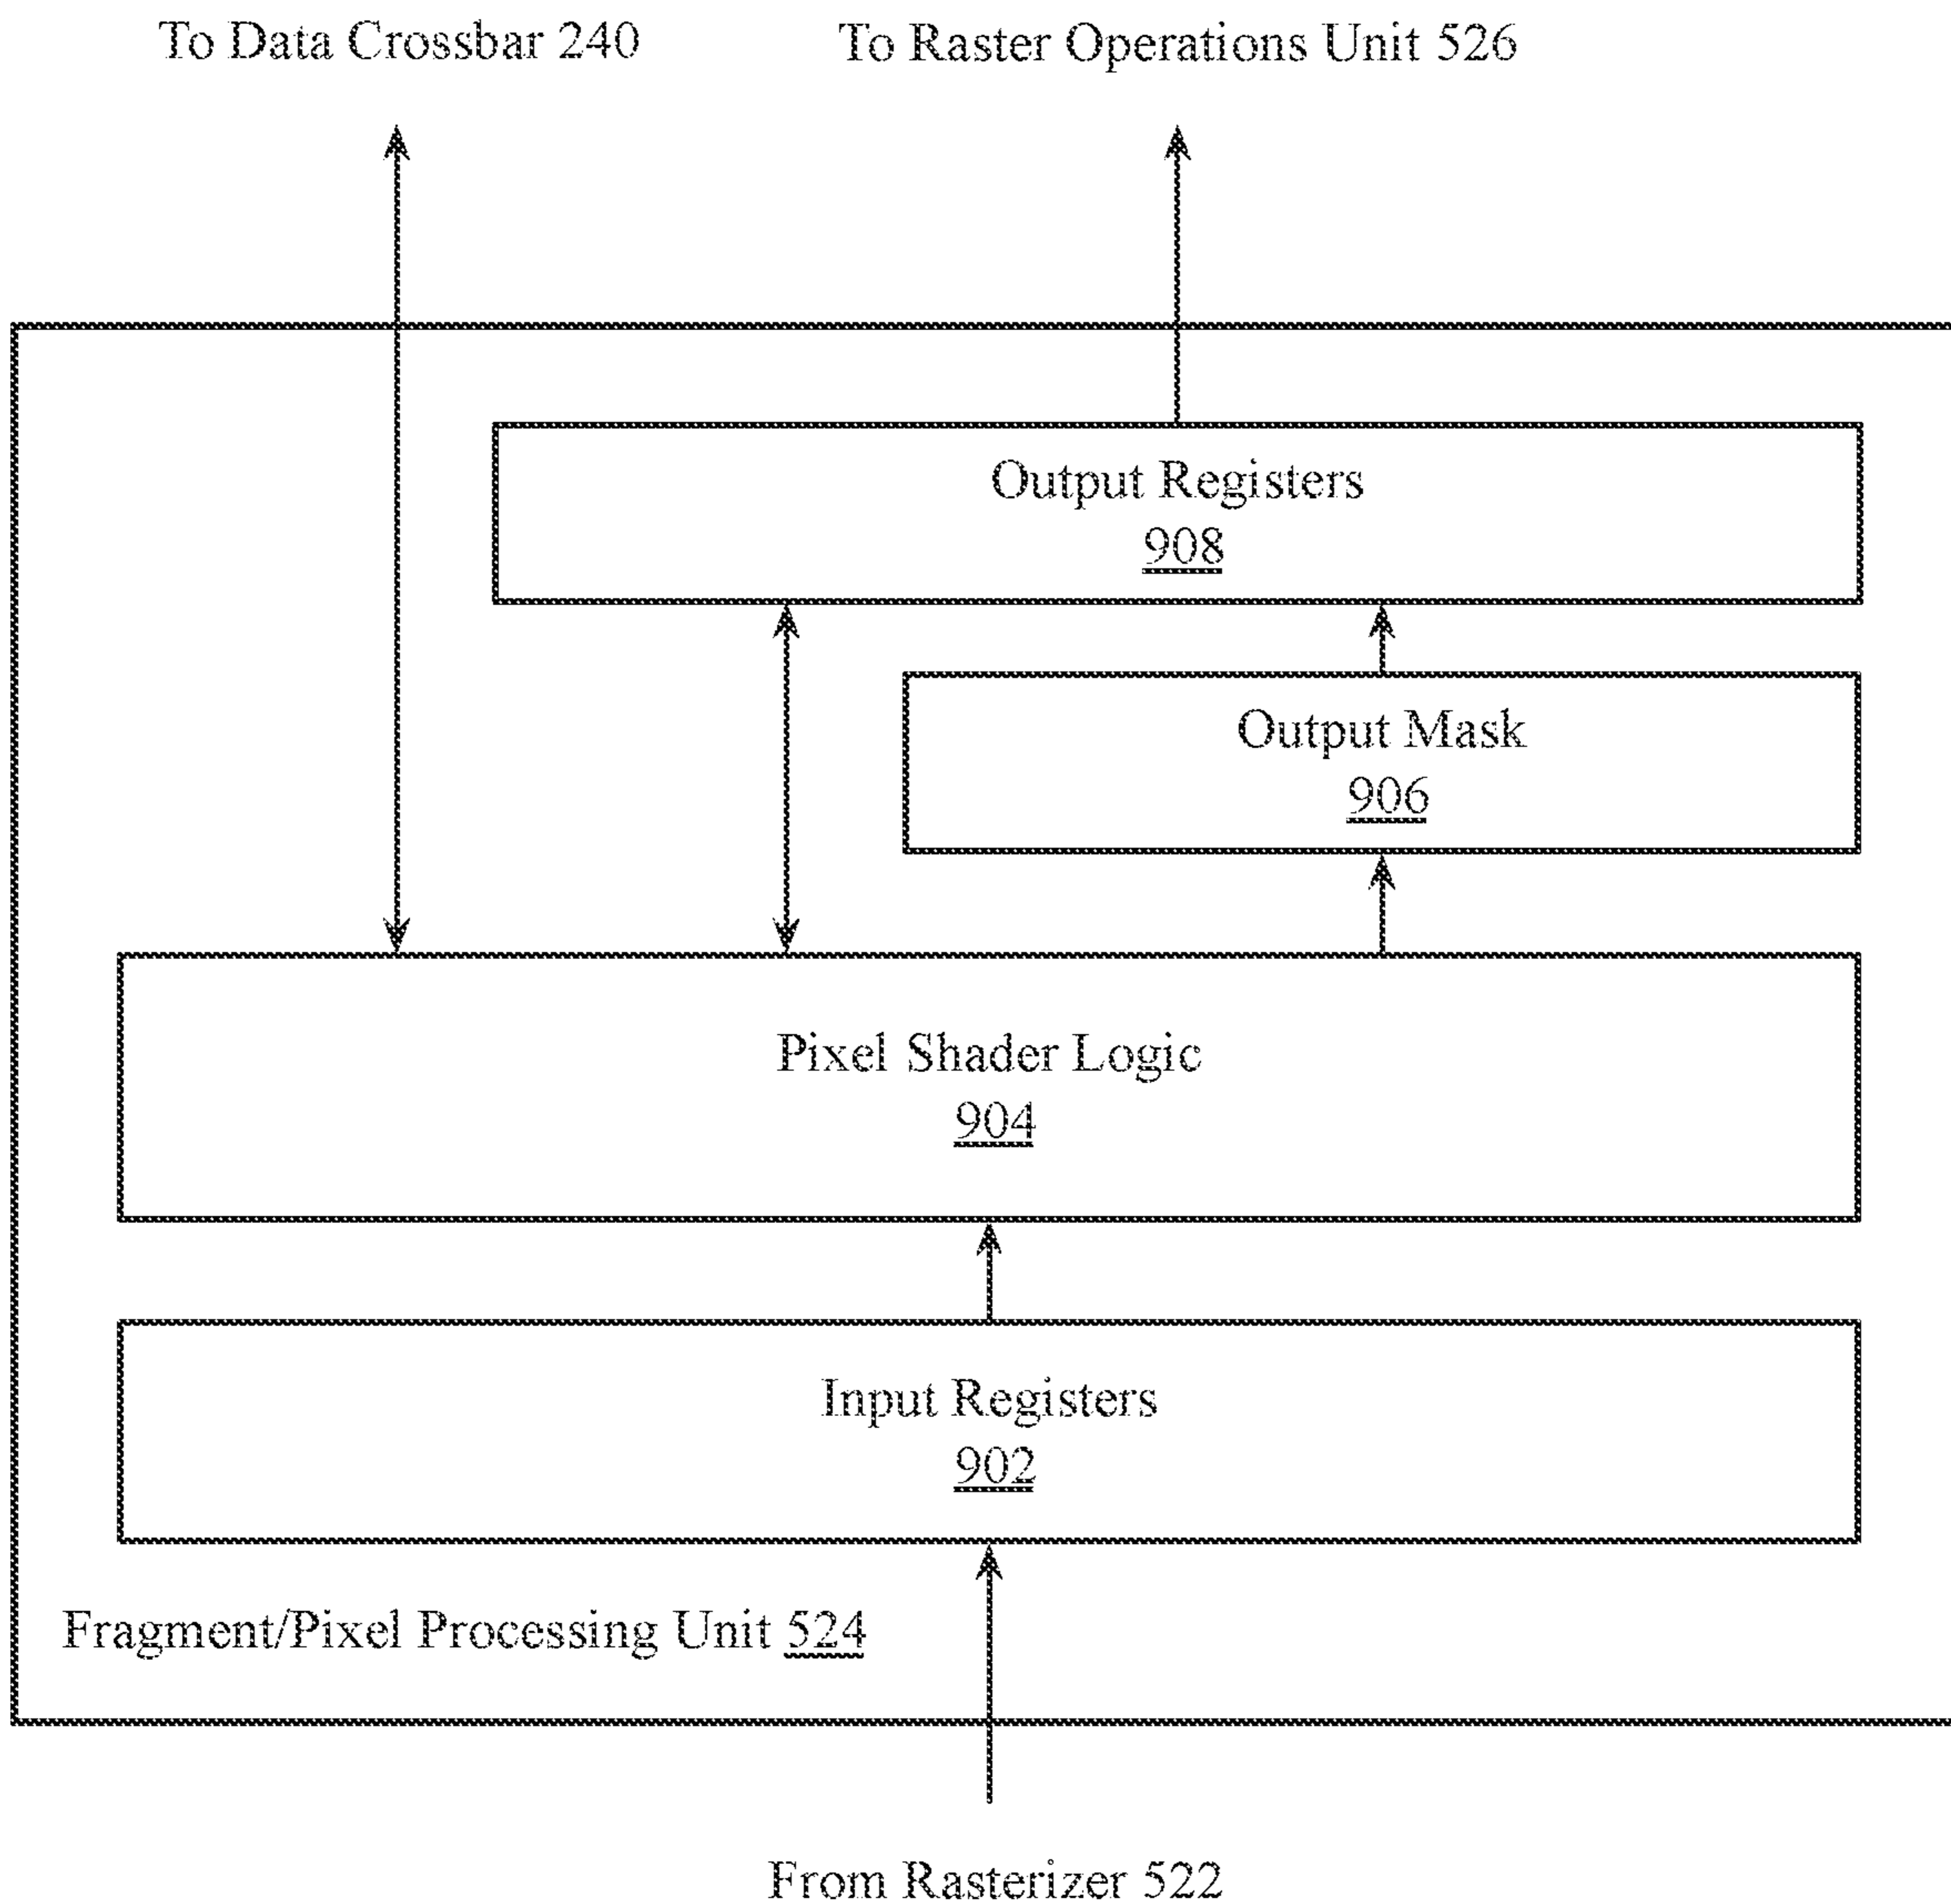 To Data Crossbar 240
To Raster Operations Unit 526
Output Registers
908
Output Mask
906
Pixel Shader Logic
904
Input Registers
902
Fragment/Pixel Processing Unit 524
From Rasterizer 522